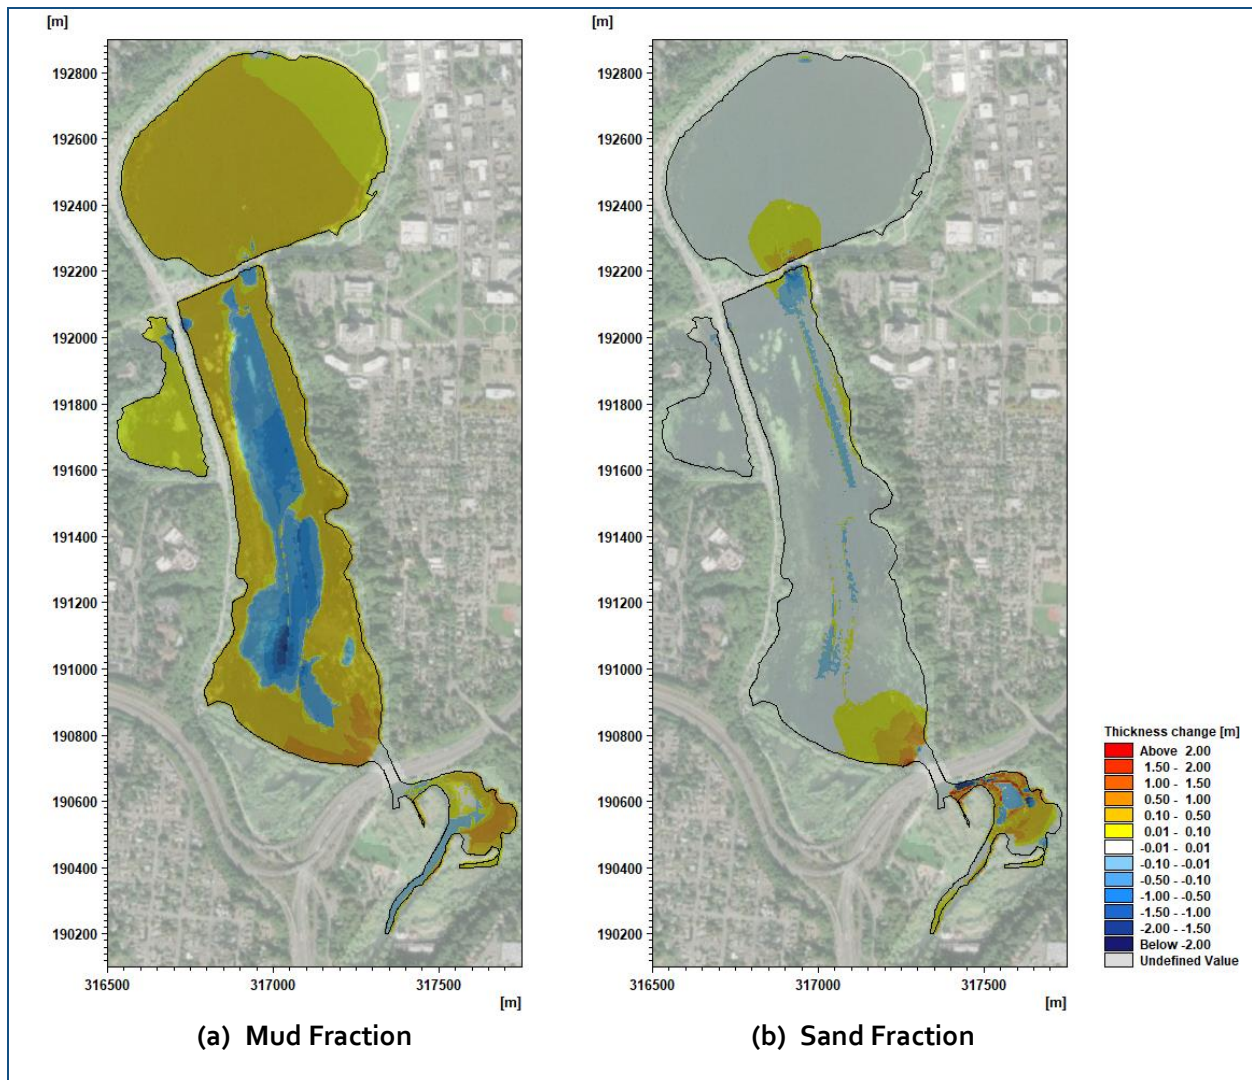 [m]
[m]
192800
192600
192400
192200
192000
191800
191600
191400
191200
191000
190800
190600
190400
190200
316500
317000
317500
[m]
192800
192600
192400
192200
192000
191800
191600
191400
191200
191000
190800
190600
190400
190200
316500
317000
317500
[m]
Thickness change [m]
Above 2.00
1.50 - 2.00
1.00 - 1.50
0.50 - 1.00
0.10 - 0.50
0.01 - 0.10
-0.01 - 0.01
-0.10 - -0.01
-0.50 - -0.10
-1.00 - -0.50
-1.50 - -1.00
-2.00 - -1.50
Below -2.00
Undefined Value
(a) Mud Fraction
(b) Sand Fraction